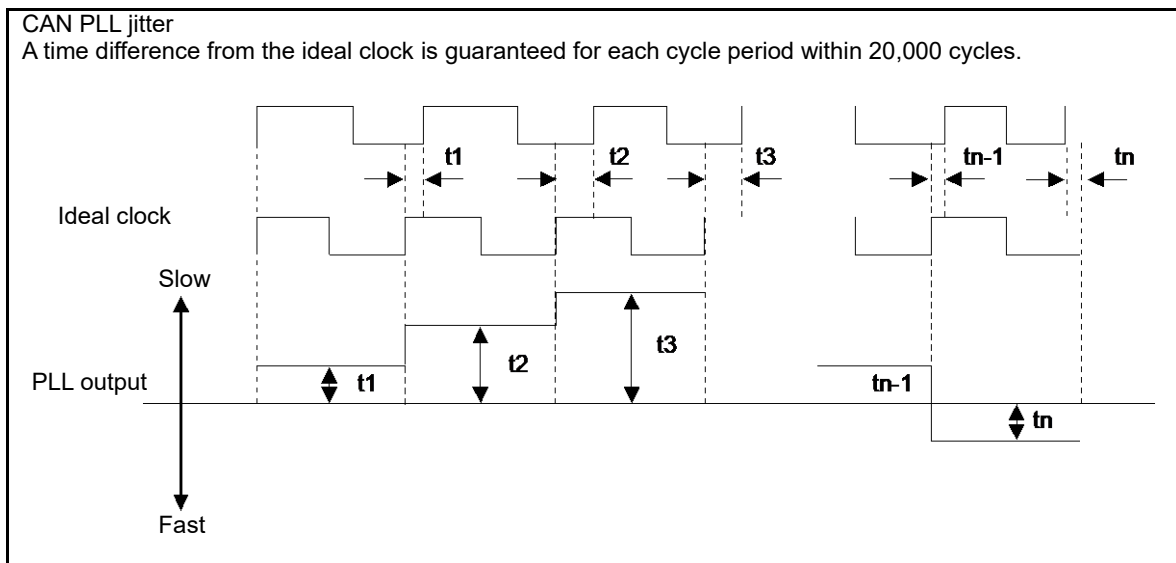 CAN PLL jitter
A time difference from the ideal clock is guaranteed for each cycle period within 20,000 cycles.
t1
t2
t3
tn-1
tn
Ideal clock
Slow
t1
t2
t3
PLL output
tn-1
tn
Fast